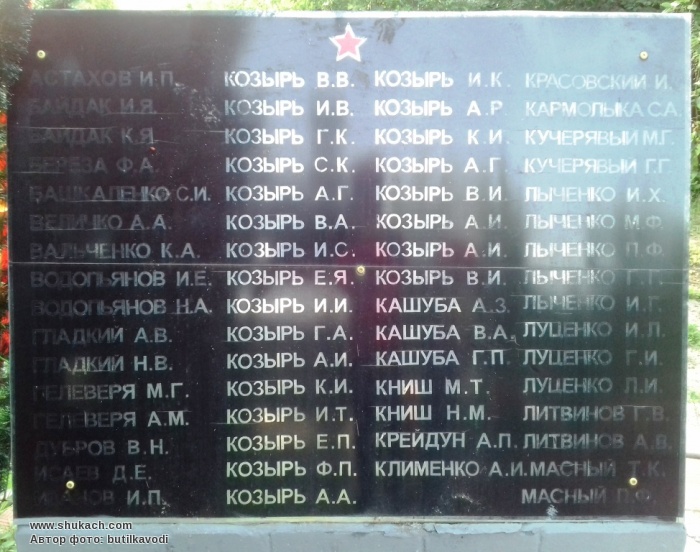 АСТАХОВ И.П.
БАЙДАК И.Я.
БАЙДАК К.Я.
БЕРЕЗА Ф.А.
БАШКАЛЕНКО С.И.
ВЕЛИЧКО А.А.
ВАЛЬЧЕНКО К.А.
ВОДОПЬЯНОВ И.Е.
ВОДОПЬЯНОВ Н.А.
ГЛАДКИЙ А.В.
ГЛАДКИЙ Н.В.
ГЕЛЕВЕРЯ М.Г.
ГЕЛЕВЕРЯ А.М.
ДУБРОВ В.Н.
ИСАЕВ Д.Е.
ИВАНОВ И.П.
КОЗЫРЬ В.В.
КОЗЫРЬ И.В.
КОЗЫРЬ Г.К.
КОЗЫРЬ С.К.
КОЗЫРЬ А.Г.
КОЗЫРЬ В.А.
КОЗЫРЬ И.С.
КОЗЫРЬ Е.Я.
КОЗЫРЬ И.И.
КОЗЫРЬ Г.А.
КОЗЫРЬ А.И.
КОЗЫРЬ К.И.
КОЗЫРЬ И.Т.
КОЗЫРЬ Е.П.
КОЗЫРЬ Ф.П.
КОЗЫРЬ А.А.
КОЗЫРЬ И.К.
КОЗЫРЬ А.Р.
КОЗЫРЬ К.И.
КОЗЫРЬ А.Г.
КОЗЫРЬ В.И.
КОЗЫРЬ А.И.
КОЗЫРЬ А.И.
КОЗЫРЬ В.И.
КАШУБА А.З.
КАШУБА В.А.
КАШУБА Г.П.
КНИШ М.Т.
КНИШ Н.М.
КРЕЙДУН А.П.
КЛИМЕНКО А.И.
КРАСОВСКИЙ И.
КАРМОЛЫКА С.А.
КУЧЕРЯВЫЙ М.Г.
КУЧЕРЯВЫЙ Г.Г.
ЛЫЧЕНКО И.Х.
ЛЫЧЕНКО М.Ф.
ЛЫЧЕНКО П.Ф.
ЛЫЧЕНКО Г.Г.
ЛЫЧЕНКО И.Г.
ЛУЦЕНКО И.Л.
ЛУЦЕНКО Г.И.
ЛУЦЕНКО Л.И.
ЛИТВИНОВ Г.В.
ЛИТВИНОВ А.В.
МАСНЫЙ Т.К.
МАСНЫЙ П.Ф.
www.shukach.com
Автор фото: butilkavodi